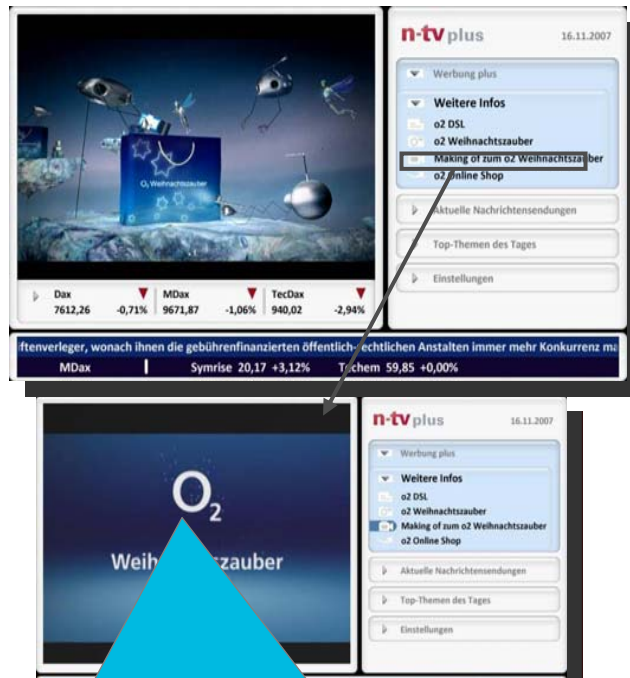 n-tv plus 16.11.2007
Werbung plus
Weitere Infos
o2 DSL
o2 Weihnachtszauber
Making of zum o2 Weihnachtszauber
o2 Online Shop
Aktuelle Nachrichtensendungen
Top-Themen des Tages
Einstellungen
O2 Weihnachtszauber
Dax MDax TecDax
7612,26 -0,71% 9671,87 -1,06% 940,02 -2,94%
ftenverleger, wonach ihnen die gebührenfinanzierten öffentlich-rechtlichen Anstalten immer mehr Konkurrenz ma
MDax Symrise 20,17 +3,12% Techem 59,85 +0,00%
O2
Weih szauber
n-tv plus 16.11.2007
Werbung plus
Weitere Infos
o2 DSL
o2 Weihnachtszauber
Making of zum o2 Weihnachtszauber
o2 Online Shop
Aktuelle Nachrichtensendungen
Top-Themen des Tages
Einstellungen